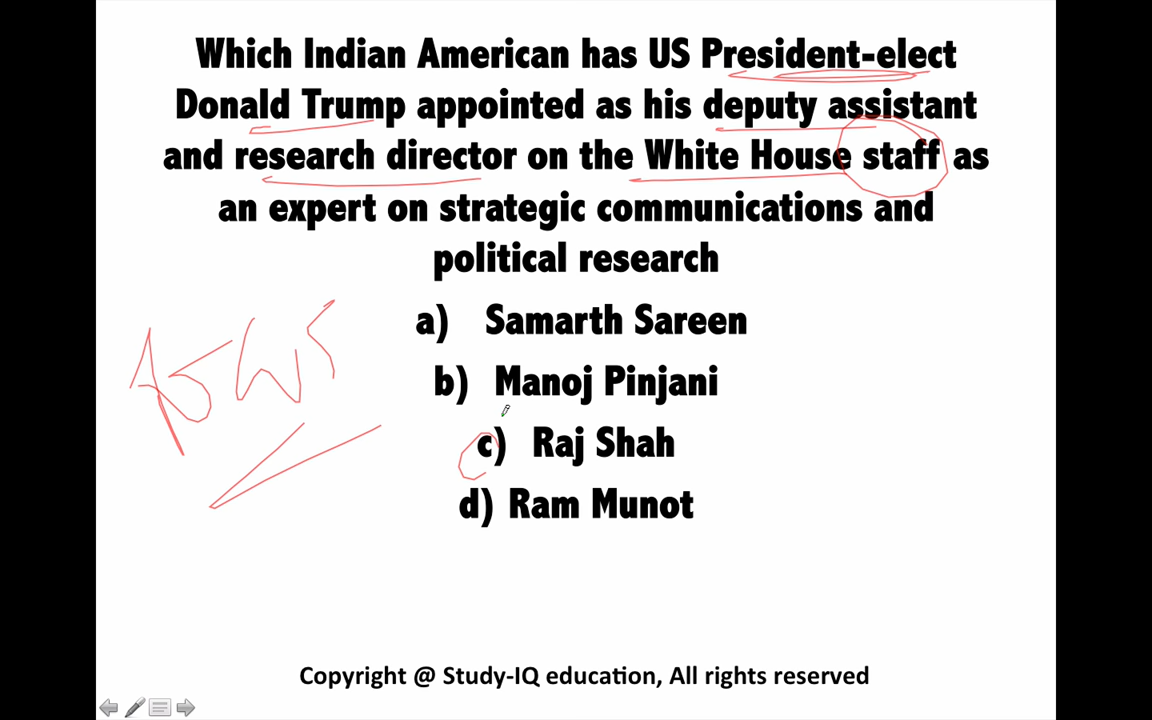 Which Indian American has US President-elect
Donald Trump appointed as his deputy assistant
and research director on the White House staff as
an expert on strategic communications and
political research
a) Samarth Sareen
b) Manoj Pinjani
c) Raj Shah
d) Ram Munot
Copyright @ Study-IQ education, All rights reserved